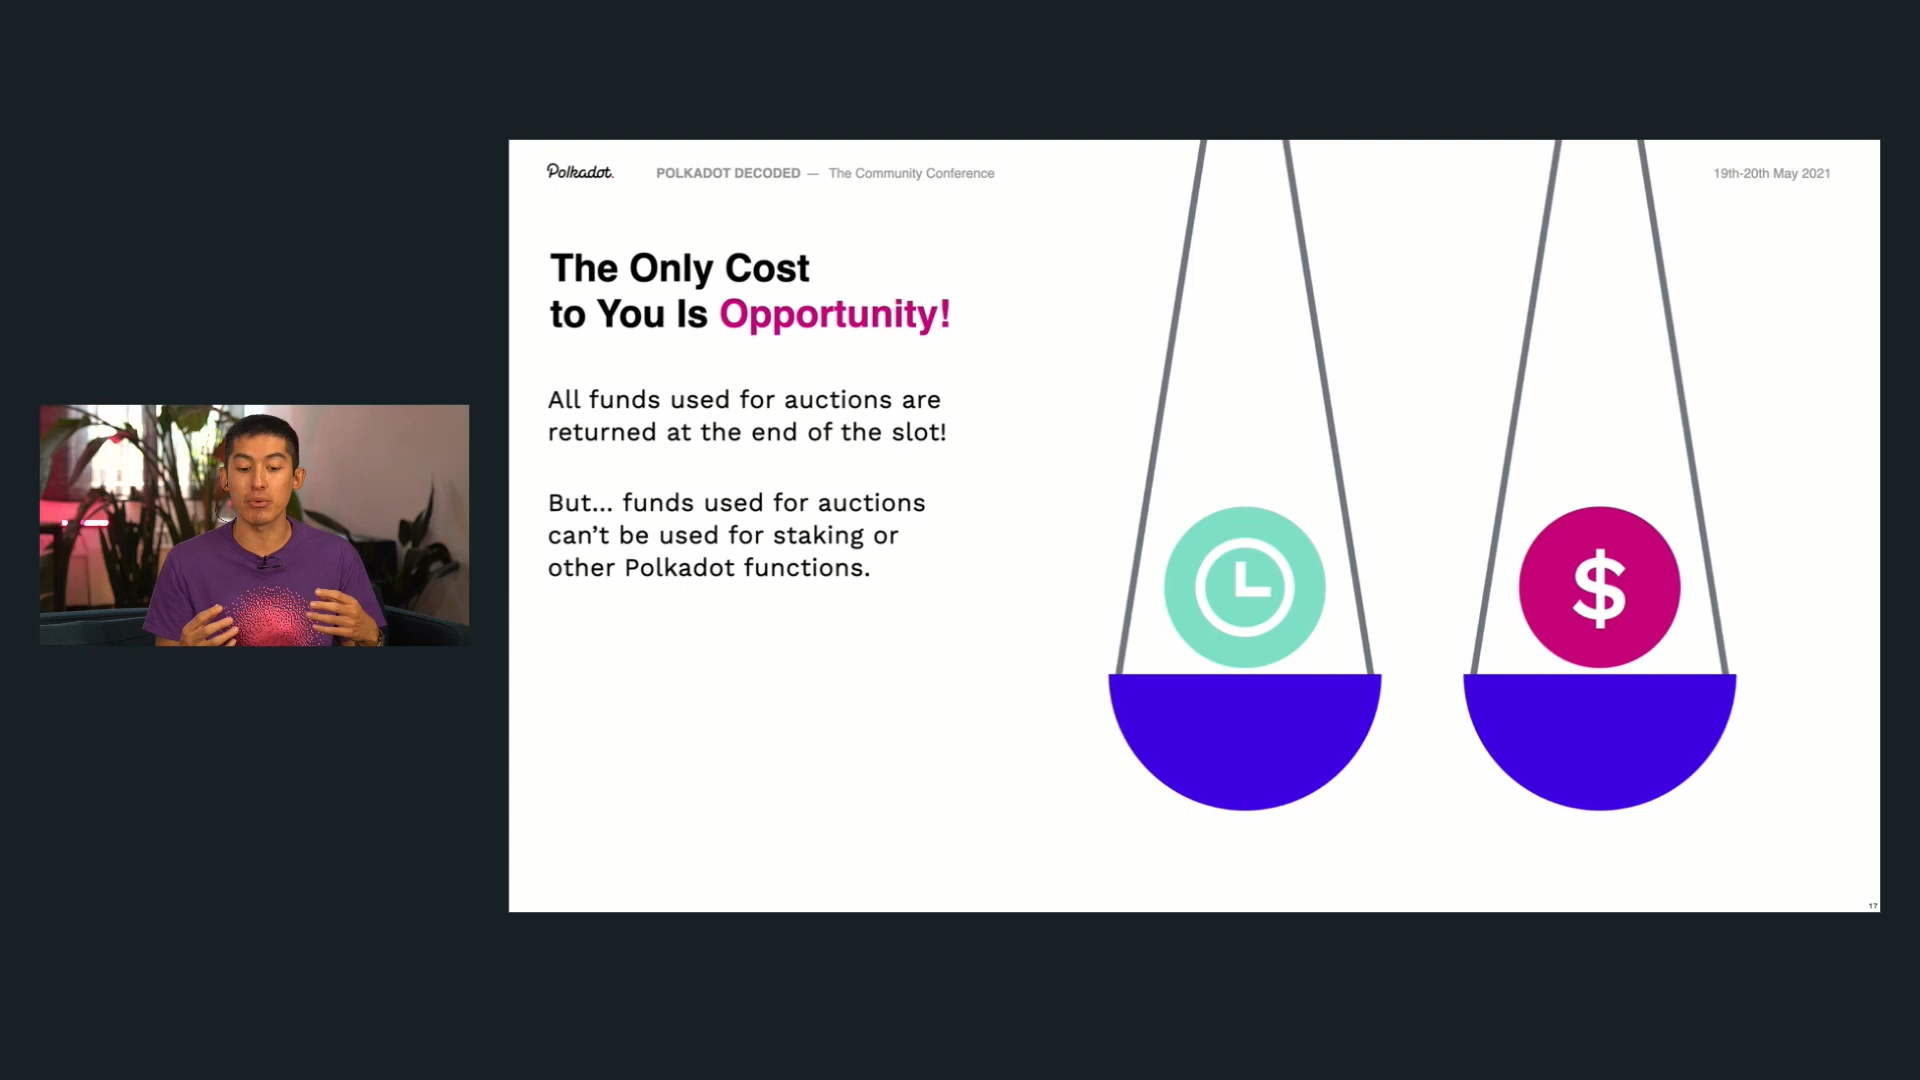 Polkadot.
POLKADOT DECODED — The Community Conference
19th-20th May 2021
The Only Cost
to You Is Opportunity!
All funds used for auctions are
returned at the end of the slot!
But... funds used for auctions
can’t be used for staking or
other Polkadot functions.
$
17